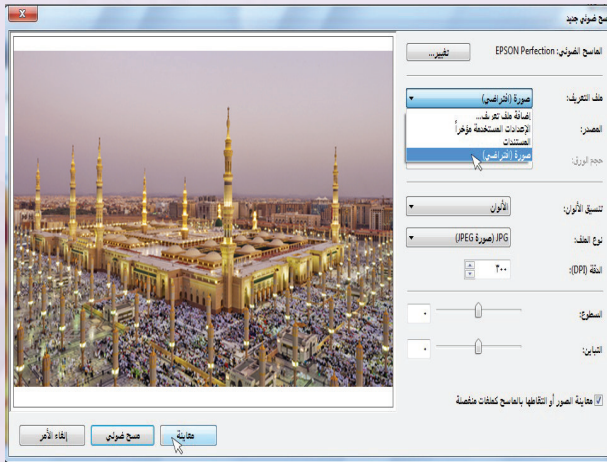 مسح ضوئي جديد
الماسح الضوئي: EPSON Perfection
تغيير...
ملف التعريف:
صورة (افتراضي)
إضافة ملف تعريف...
الإعدادات المستخدمة مؤخراً
المستندات
صورة (افتراضي)
المصدر:
حجم الورق:
تنسيق الألوان:
الألوان
نوع الملف:
JPG (صورة JPEG)
الدقة (DPI):
٣٠٠
السطوع:
٠
التباين:
٠
معاينة الصور أو التقاطها بالماسح كملفات منفصلة
معاينة
مسح ضوئي
إلغاء الأمر